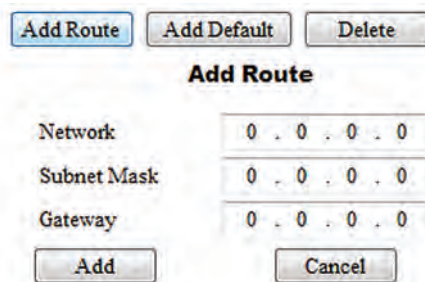 Add Route Add Default Delete
Add Route
Network 0 . 0 . 0 . 0
Subnet Mask 0 . 0 . 0 . 0
Gateway 0 . 0 . 0 . 0
Add Cancel